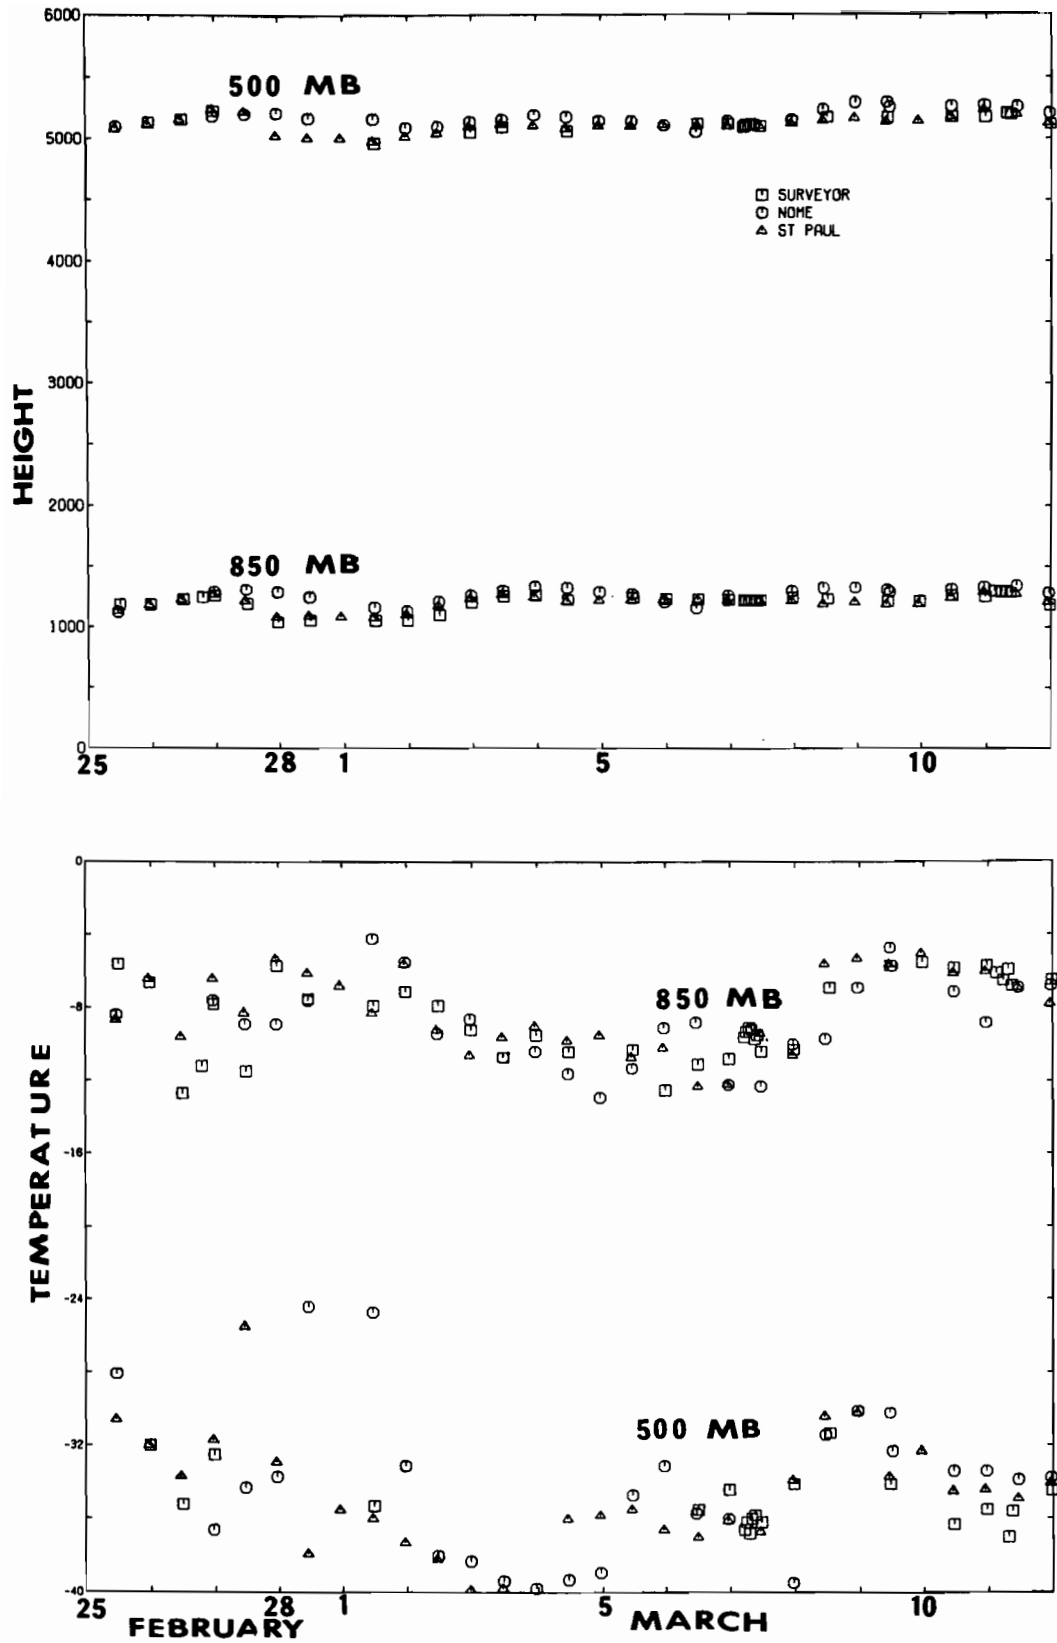 6000
500 MB
5000
SURVEYOR
NOME
ST PAUL
4000
3000
HEIGHT
2000
850 MB
1000
0
25 28 1 5 10
0
-8
850 MB
TEMPERATURE
-16
-24
500 MB
-32
-40
25 28 1 5 10
FEBRUARY MARCH